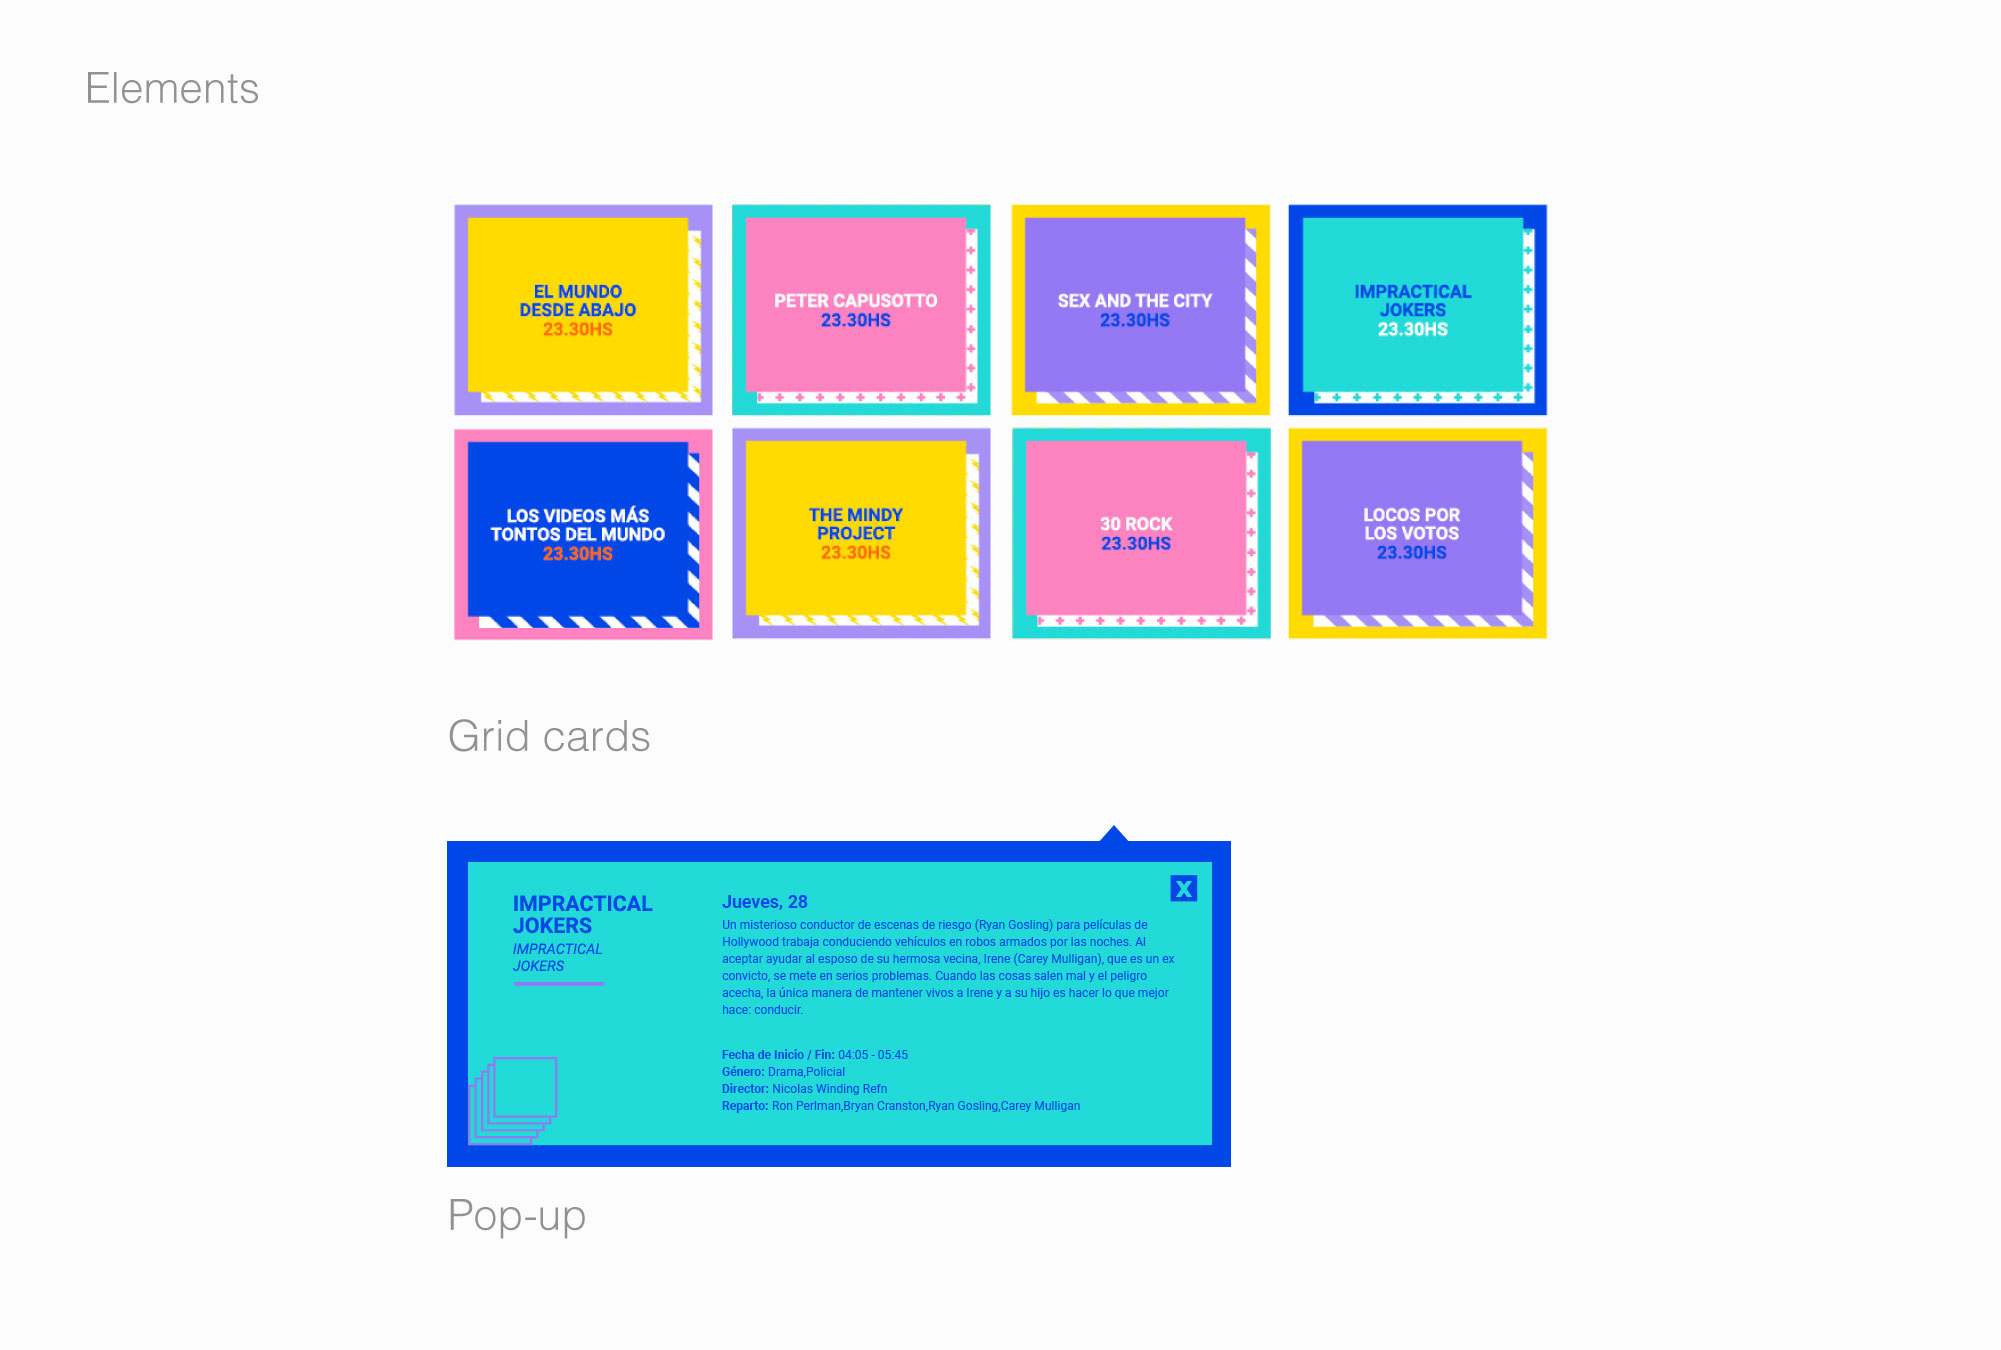 Elements
EL MUNDO
DESDE ABAJO
23.30HS
PETER CAPUSOTTO
23.30HS
SEX AND THE CITY
23.30HS
IMPRACTICAL
JOKERS
23.30HS
LOS VIDEOS MÁS
TONTOS DEL MUNDO
23.30HS
THE MINDY
PROJECT
23.30HS
30 ROCK
23.30HS
LOCOS POR
LOS VOTOS
23.30HS
Grid cards
X
IMPRACTICAL
JOKERS
IMPRACTICAL
JOKERS
Jueves, 28
Un misterioso conductor de escenas de riesgo (Ryan Gosling) para películas de
Hollywood trabaja conduciendo vehículos en robos armados por las noches. Al
aceptar ayudar al esposo de su hermosa vecina, Irene (Carey Mulligan), que es un ex
convicto, se mete en serios problemas. Cuando las cosas salen mal y el peligro
acecha, la única manera de mantener vivos a Irene y a su hijo es hacer lo que mejor
hace: conducir.
Fecha de Inicio / Fin: 04:05 - 05:45
Género: Drama,Policial
Director: Nicolas Winding Refn
Reparto: Ron Perlman,Bryan Cranston,Ryan Gosling,Carey Mulligan
Pop-up